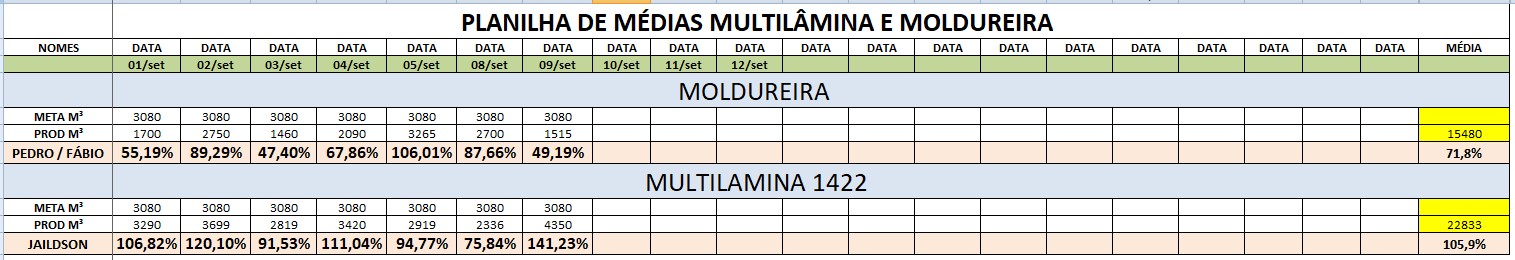 PLANILHA DE MÉDIAS MULTILÂMINA E MOLDUREIRA
NOMES DATA DATA DATA DATA DATA DATA DATA DATA DATA DATA DATA DATA DATA DATA DATA DATA DATA DATA DATA MÉDIA
01/set 02/set 03/set 04/set 05/set 08/set 09/set 10/set 11/set 12/set
MOLDUREIRA
META M³ 3080 3080 3080 3080 3080 3080 3080
PROD M³ 1700 2750 1460 2090 3265 2700 1515 15480
PEDRO / FÁBIO 55,19% 89,29% 47,40% 67,86% 106,01% 87,66% 49,19% 71,8%
MULTILAMINA 1422
META M³ 3080 3080 3080 3080 3080 3080 3080
PROD M³ 3290 3699 2819 3420 2919 2336 4350 22833
JAILDSON 106,82% 120,10% 91,53% 111,04% 94,77% 75,84% 141,23% 105,9%